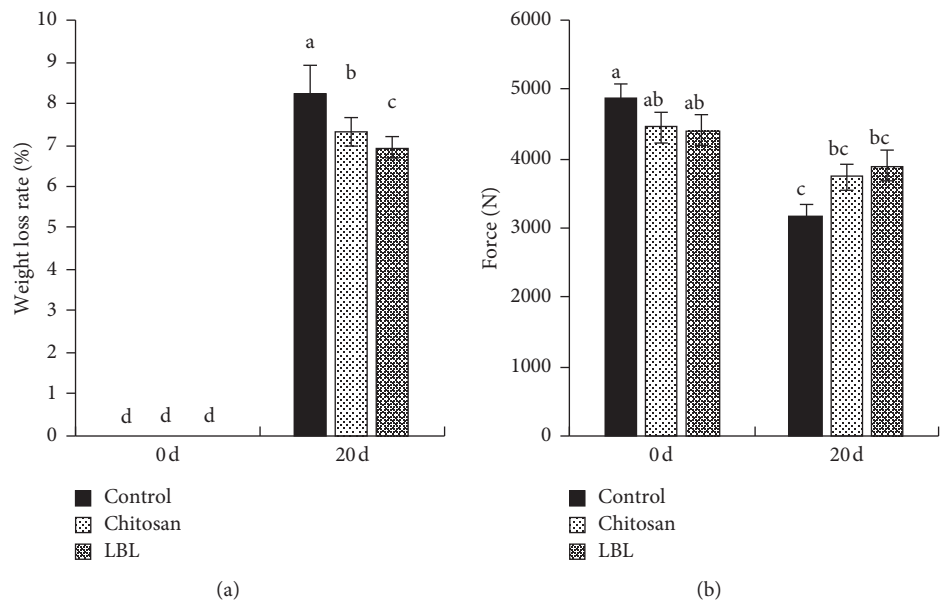 10
9
8
7
6
5
4
3
2
1
0
Weight loss rate (%)
a
b
c
d d d
0 d 20 d
Control
Chitosan
LBL
(a)
6000
5000
4000
3000
2000
1000
0
Force (N)
a
ab ab
bc bc
c
0 d 20 d
Control
Chitosan
LBL
(b)